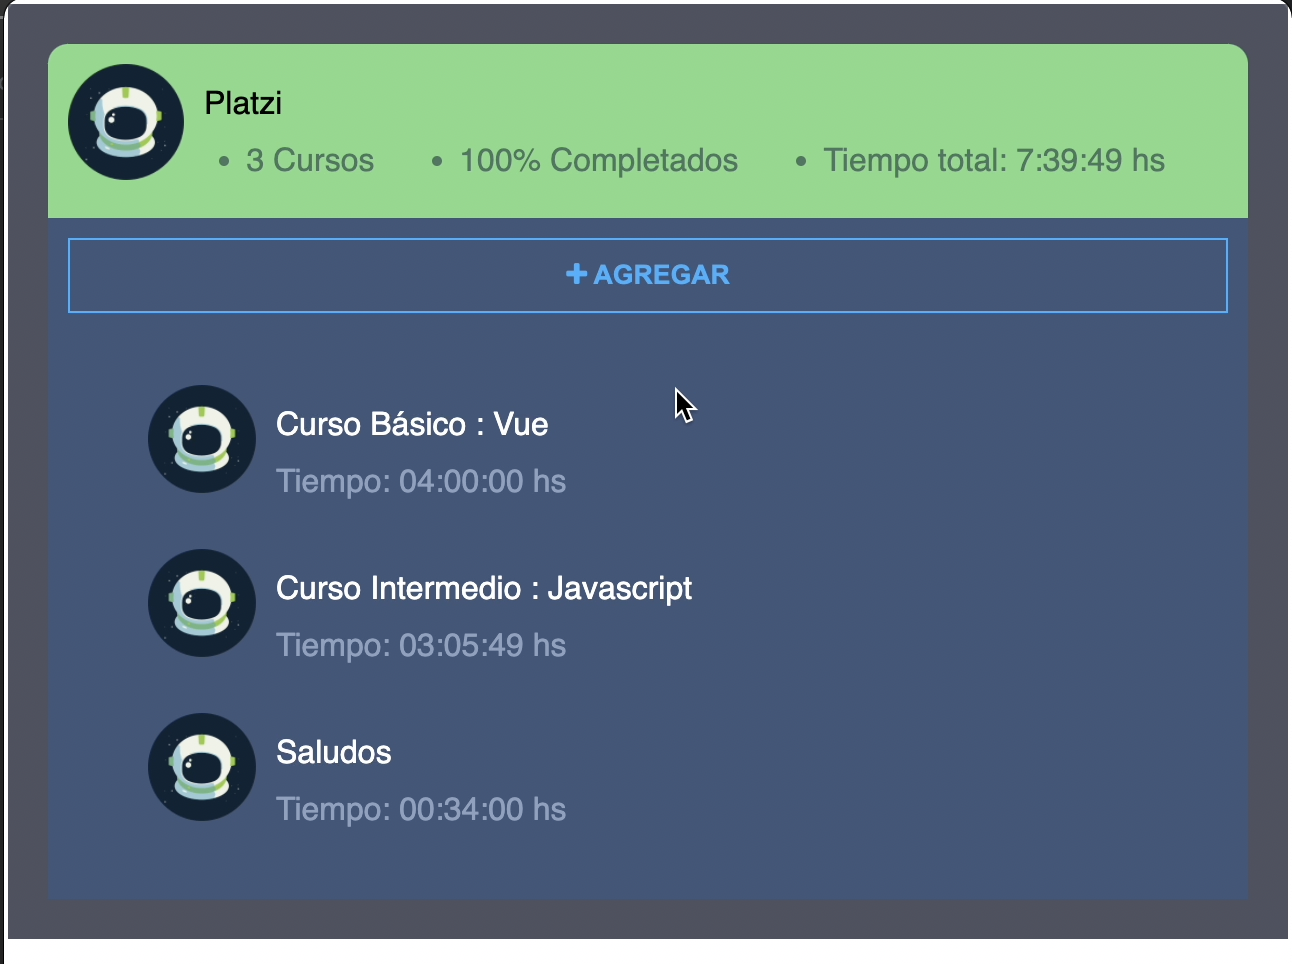 Platzi
• 3 Cursos • 100% Completados • Tiempo total: 7:39:49 hs
+ AGREGAR
Curso Básico : Vue
Tiempo: 04:00:00 hs
Curso Intermedio : Javascript
Tiempo: 03:05:49 hs
Saludos
Tiempo: 00:34:00 hs